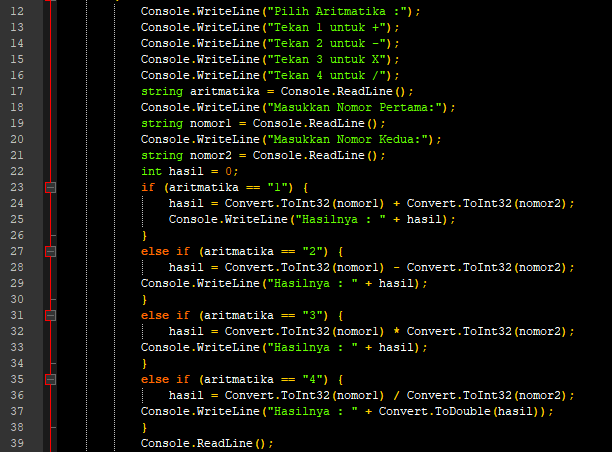 12 Console.WriteLine("Pilih Aritmatika :");
13 Console.WriteLine("Tekan 1 untuk +");
14 Console.WriteLine("Tekan 2 untuk -");
15 Console.WriteLine("Tekan 3 untuk X");
16 Console.WriteLine("Tekan 4 untuk /");
17 string aritmatika = Console.ReadLine();
18 Console.WriteLine("Masukkan Nomor Pertama:");
19 string nomor1 = Console.ReadLine();
20 Console.WriteLine("Masukkan Nomor Kedua:");
21 string nomor2 = Console.ReadLine();
22 int hasil = 0;
23 if (aritmatika == "1") {
24 hasil = Convert.ToInt32(nomor1) + Convert.ToInt32(nomor2);
25 Console.WriteLine("Hasilnya : " + hasil);
26 }
27 else if (aritmatika == "2") {
28 hasil = Convert.ToInt32(nomor1) - Convert.ToInt32(nomor2);
29 Console.WriteLine("Hasilnya : " + hasil);
30 }
31 else if (aritmatika == "3") {
32 hasil = Convert.ToInt32(nomor1) * Convert.ToInt32(nomor2);
33 Console.WriteLine("Hasilnya : " + hasil);
34 }
35 else if (aritmatika == "4") {
36 hasil = Convert.ToInt32(nomor1) / Convert.ToInt32(nomor2);
37 Console.WriteLine("Hasilnya : " + Convert.ToDouble(hasil));
38 }
39 Console.ReadLine();